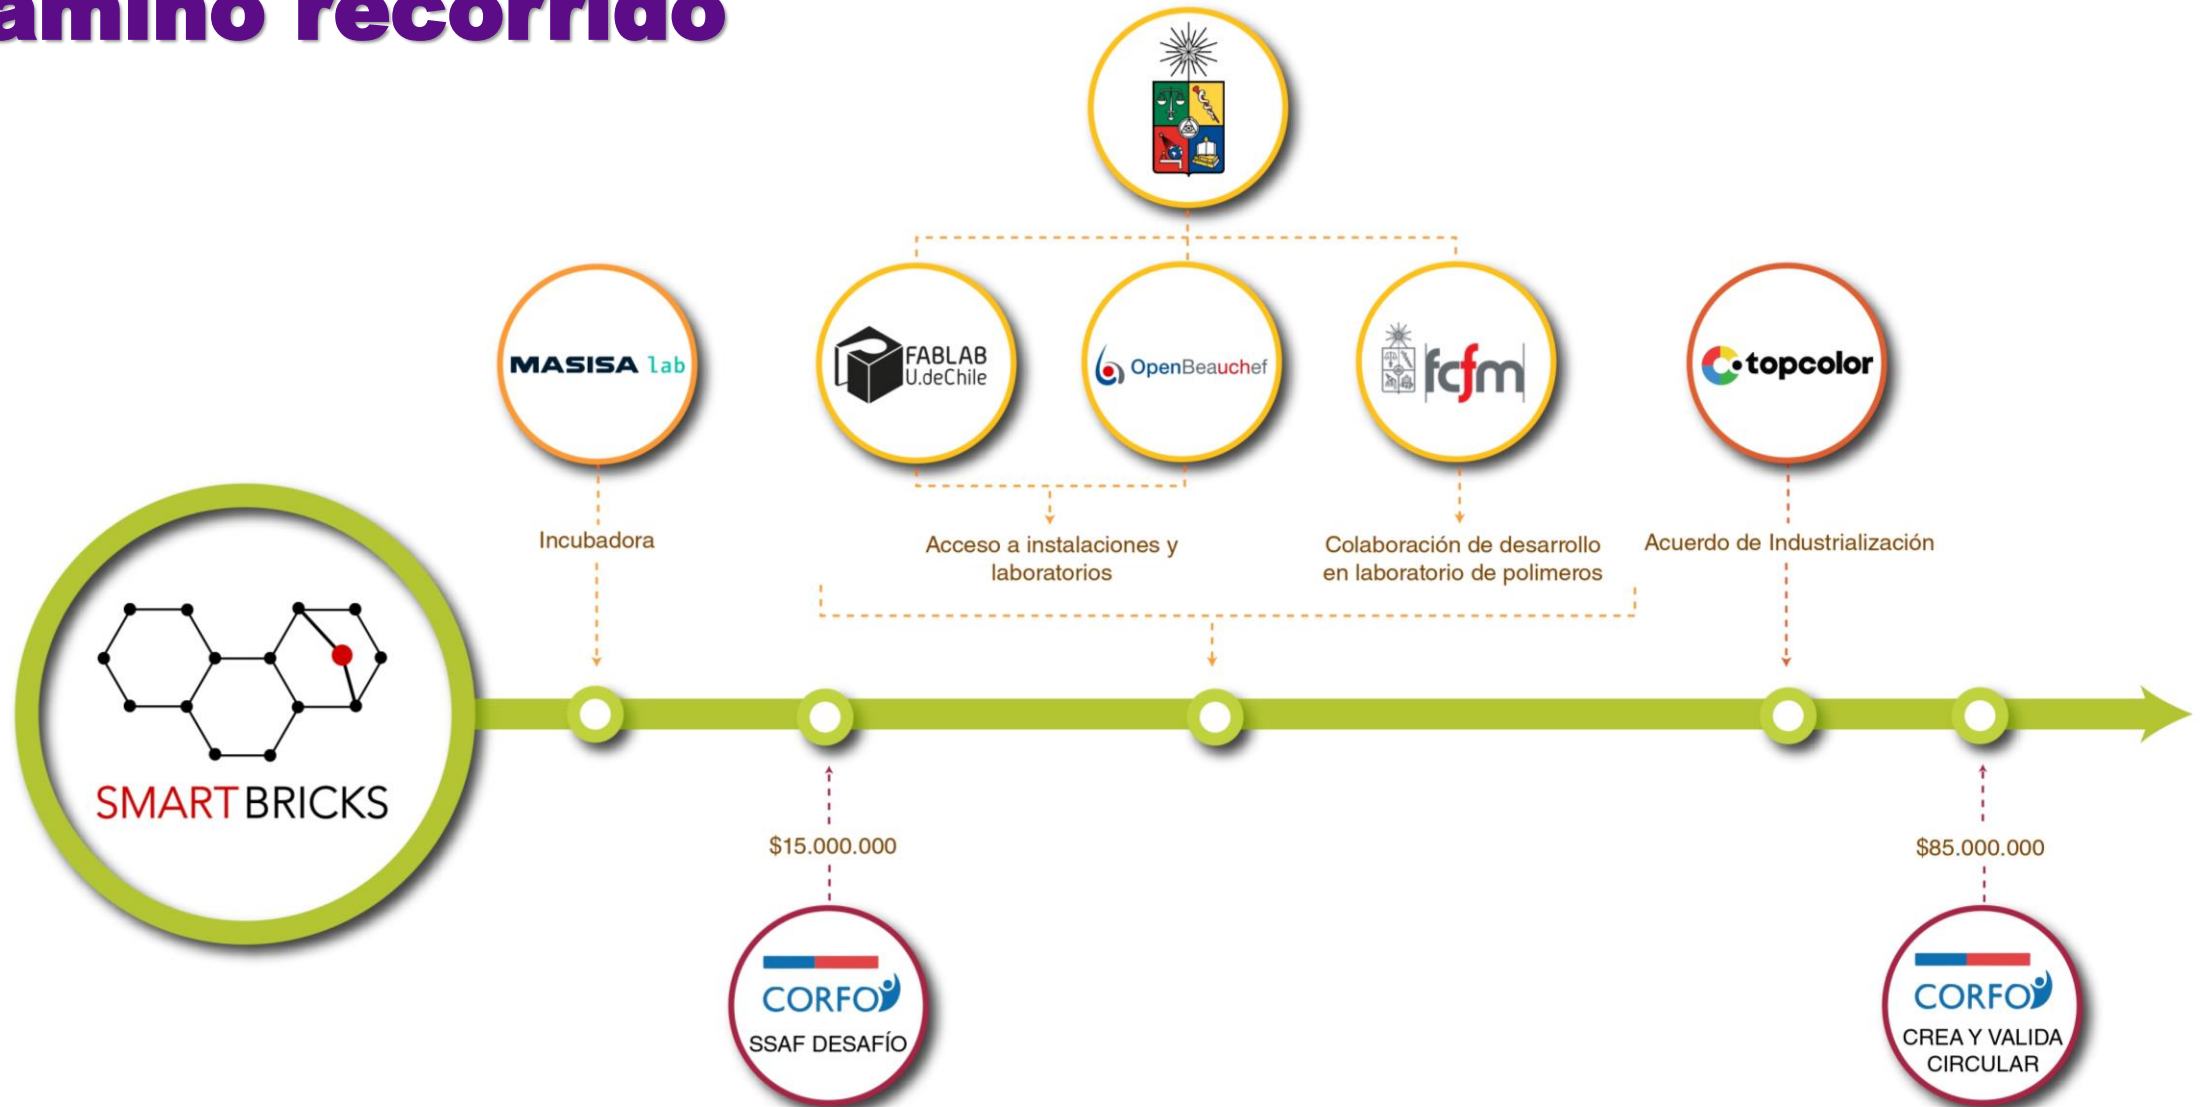 amino recorrido
MASISA lab
FABLAB
U.deChile
OpenBeauchef
fcfm
topcolor
Incubadora
Acceso a instalaciones y
laboratorios
Colaboración de desarrollo
en laboratorio de polimeros
Acuerdo de Industrialización
SMARTBRICKS
$15.000.000
$85.000.000
CORFO
SSAF DESAFÍO
CORFO
CREA Y VALIDA
CIRCULAR